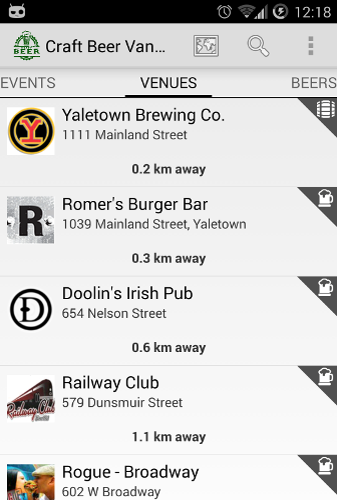 12:18
BEER
Craft Beer Van...
EVENTS VENUES BEERS
Y
Yaletown Brewing Co.
1111 Mainland Street
0.2 km away
R
Romer's Burger Bar
1039 Mainland Street, Yaletown
0.3 km away
D
Doolin's Irish Pub
654 Nelson Street
0.6 km away
Railway Club
Railway Club
579 Dunsmuir Street
1.1 km away
Rogue - Broadway
602 W Broadway